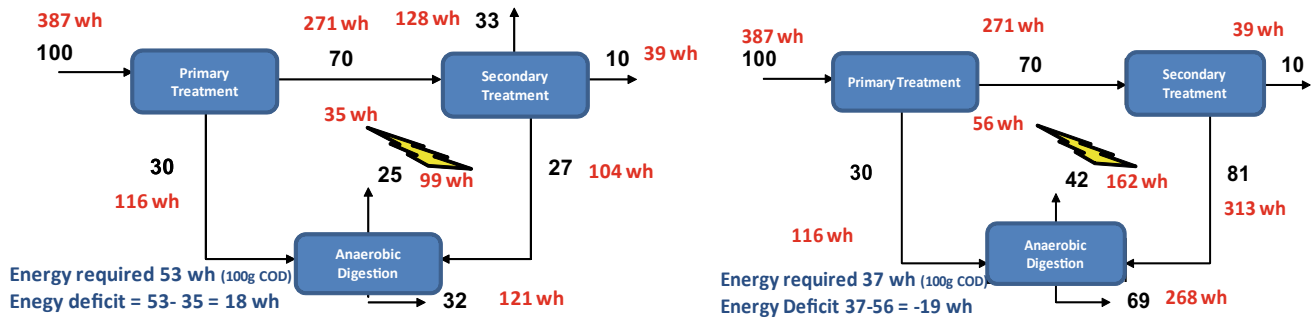 387 wh
100
Primary
Treatment
271 wh
70
128 wh
33
Secondary
Treatment
10
39 wh
35 wh
30
25
99 wh
27
104 wh
116 wh
Anaerobic
Digestion
32
121 wh
Energy required 53 wh (100g COD)
Enegy deficit = 53- 35 = 18 wh
387 wh
100
Primary Treatment
271 wh
70
Secondary
Treatment
39 wh
10
56 wh
30
42
162 wh
81
313 wh
116 wh
Anaerobic
Digestion
69
268 wh
Energy required 37 wh (100g COD)
Energy Deficit 37-56 = -19 wh